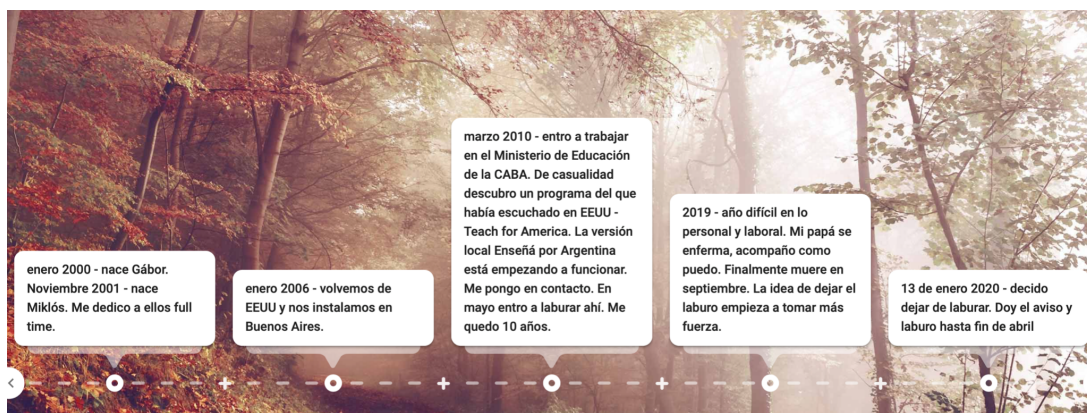 enero 2000 - nace Gábor.
Noviembre 2001 - nace
Miklós. Me dedico a ellos full
time.
enero 2006 - volvemos de
EEUU y nos instalamos en
Buenos Aires.
marzo 2010 - entro a trabajar
en el Ministerio de Educación
de la CABA. De casualidad
descubro un programa del que
había escuchado en EEUU -
Teach for America. La versión
local Enseñá por Argentina
está empezando a funcionar.
Me pongo en contacto. En
mayo entro a laburar ahí. Me
quedo 10 años.
2019 - año difícil en lo
personal y laboral. Mi papá se
enferma, acompaño como
puedo. Finalmente muere en
septiembre. La idea de dejar el
laburo empieza a tomar más
fuerza.
13 de enero 2020 - decido
dejar de laburar. Doy el aviso y
laburo hasta fin de abril